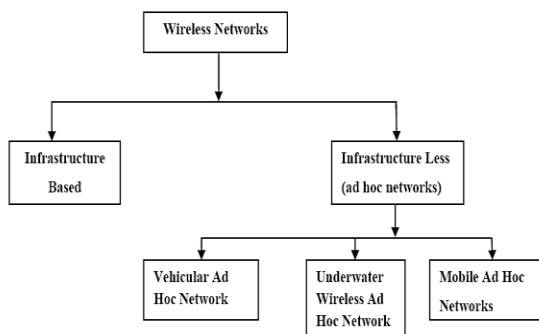 Wireless Networks
Infrastructure
Based
Infrastructure Less
(ad hoc networks)
Vehicular Ad
Hoc Network
Underwater
Wireless Ad
Hoc Network
Mobile Ad Hoc
Networks